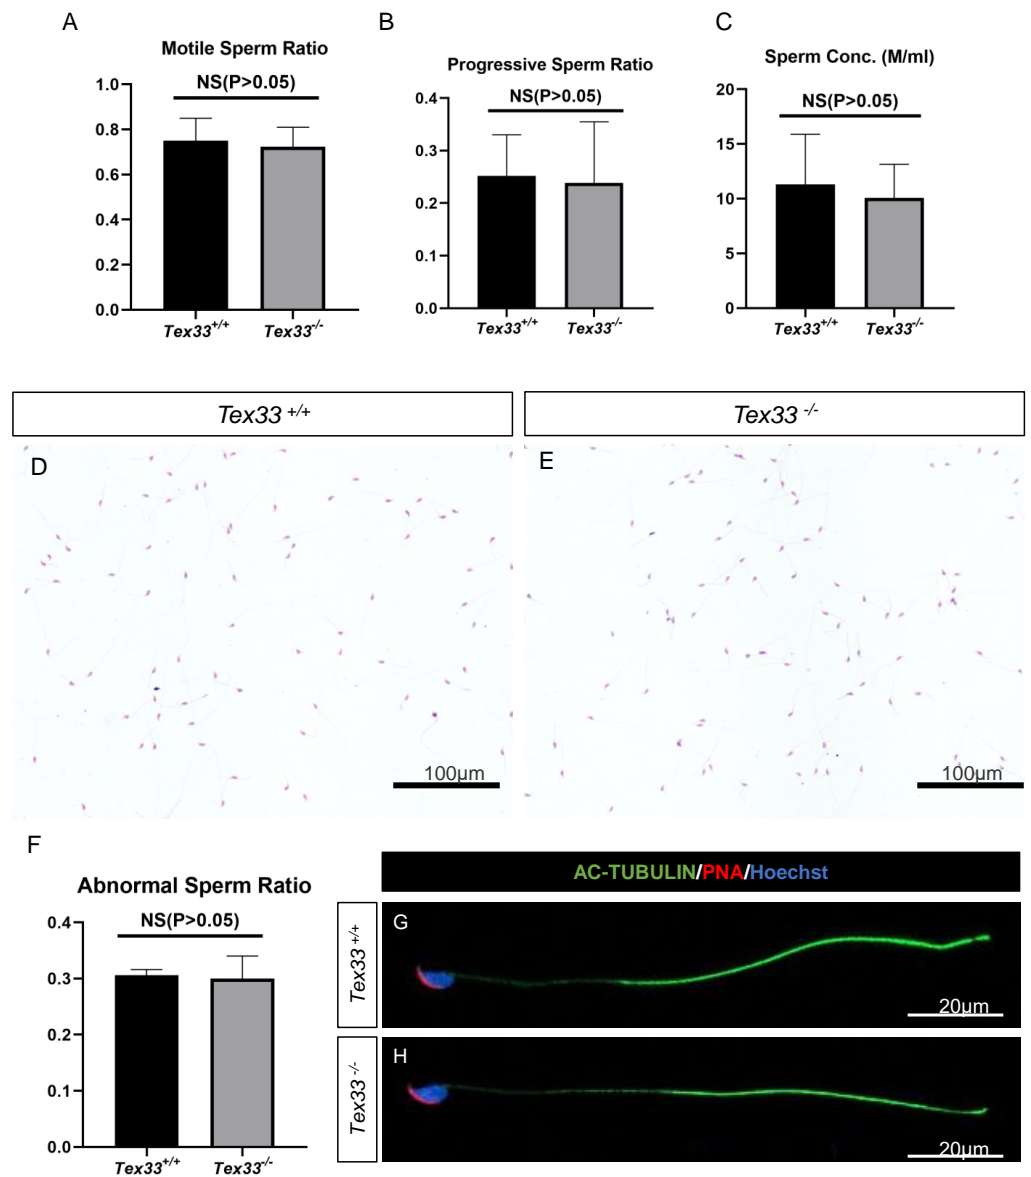 A
Motile Sperm Ratio
NS(P>0.05)
1.0
0.8
0.6
0.4
0.2
0.0
Tex33+/+
Tex33-/-
B
Progressive Sperm Ratio
NS(P>0.05)
0.4
0.3
0.2
0.1
0.0
Tex33+/+
Tex33-/-
C
Sperm Conc. (M/ml)
NS(P>0.05)
20
15
10
5
0
Tex33+/+
Tex33-/-
Tex33 +/+
Tex33 -/-
D
100μm
E
100μm
F
Abnormal Sperm Ratio
NS(P>0.05)
0.4
0.3
0.2
0.1
0.0
Tex33+/+
Tex33-/-
AC-TUBULIN/PNA/Hoechst
Tex33 +/+
G
20μm
Tex33 -/-
H
20μm